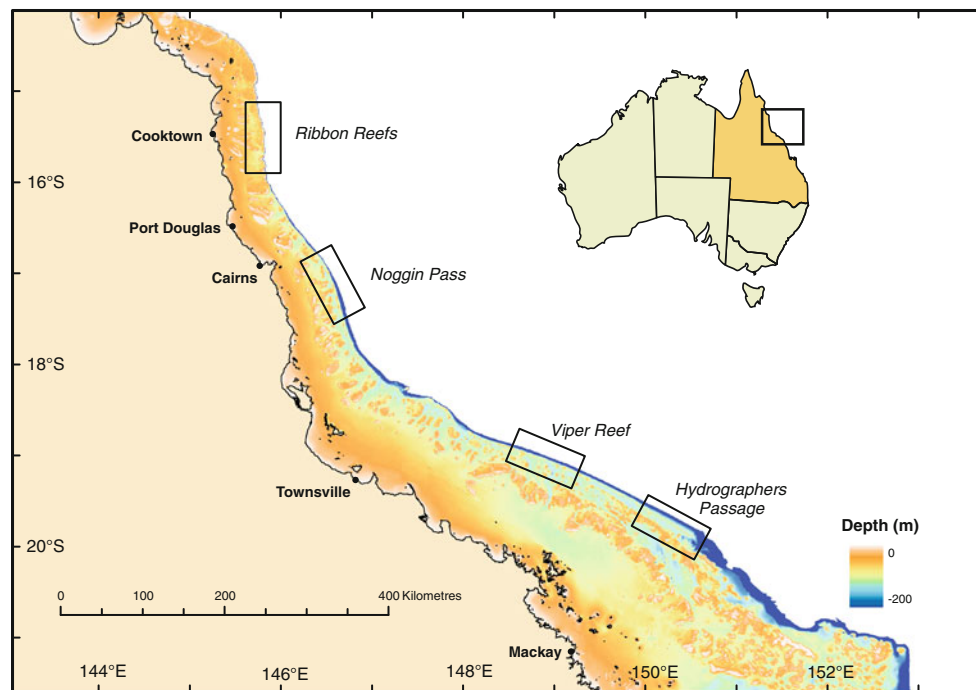 Cooktown
Ribbon Reefs
16°S
Port Douglas
Cairns
Noggin Pass
18°S
Viper Reef
Townsville
Hydrographers
Passage
Depth (m)
0
-200
20°S
0 100 200 400 Kilometres
Mackay
144°E 146°E 148°E 150°E 152°E